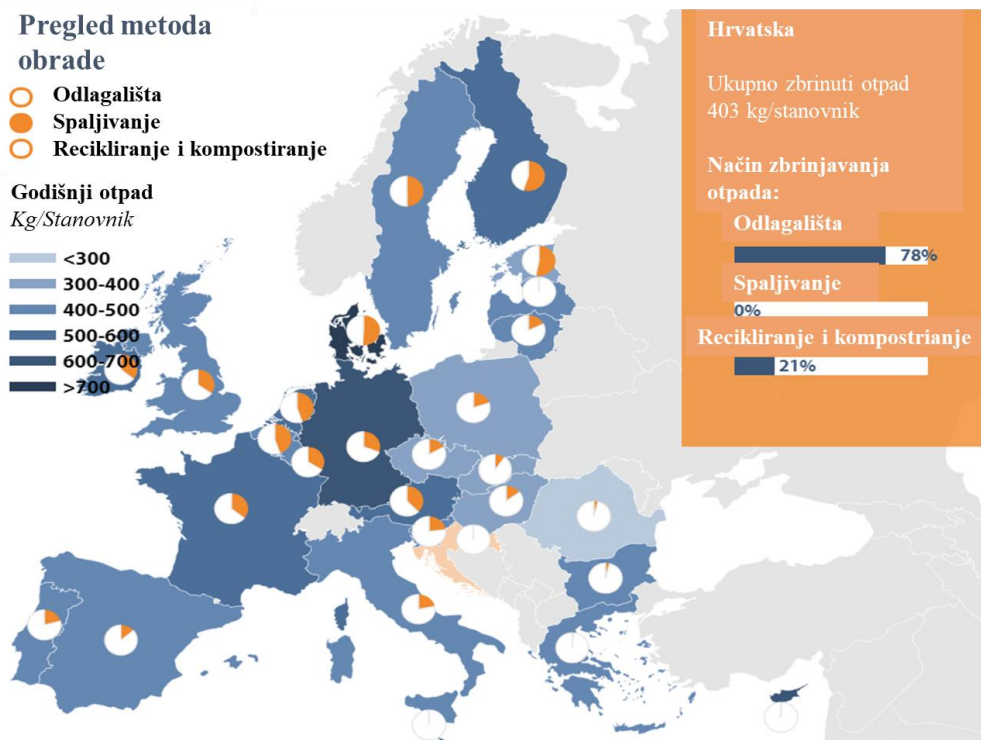 Pregled metoda
obrade
Odlagališta
Spaljivanje
Recikliranje i kompostiranje
Godišnji otpad
Kg/Stanovnik
<300
300-400
400-500
500-600
600-700
>700
Hrvatska
Ukupno zbrinuti otpad
403 kg/stanovnik
Način zbrinjavanja
otpada:
Odlagališta
78%
Spaljivanje
0%
Recikliranje i kompostrianje
21%